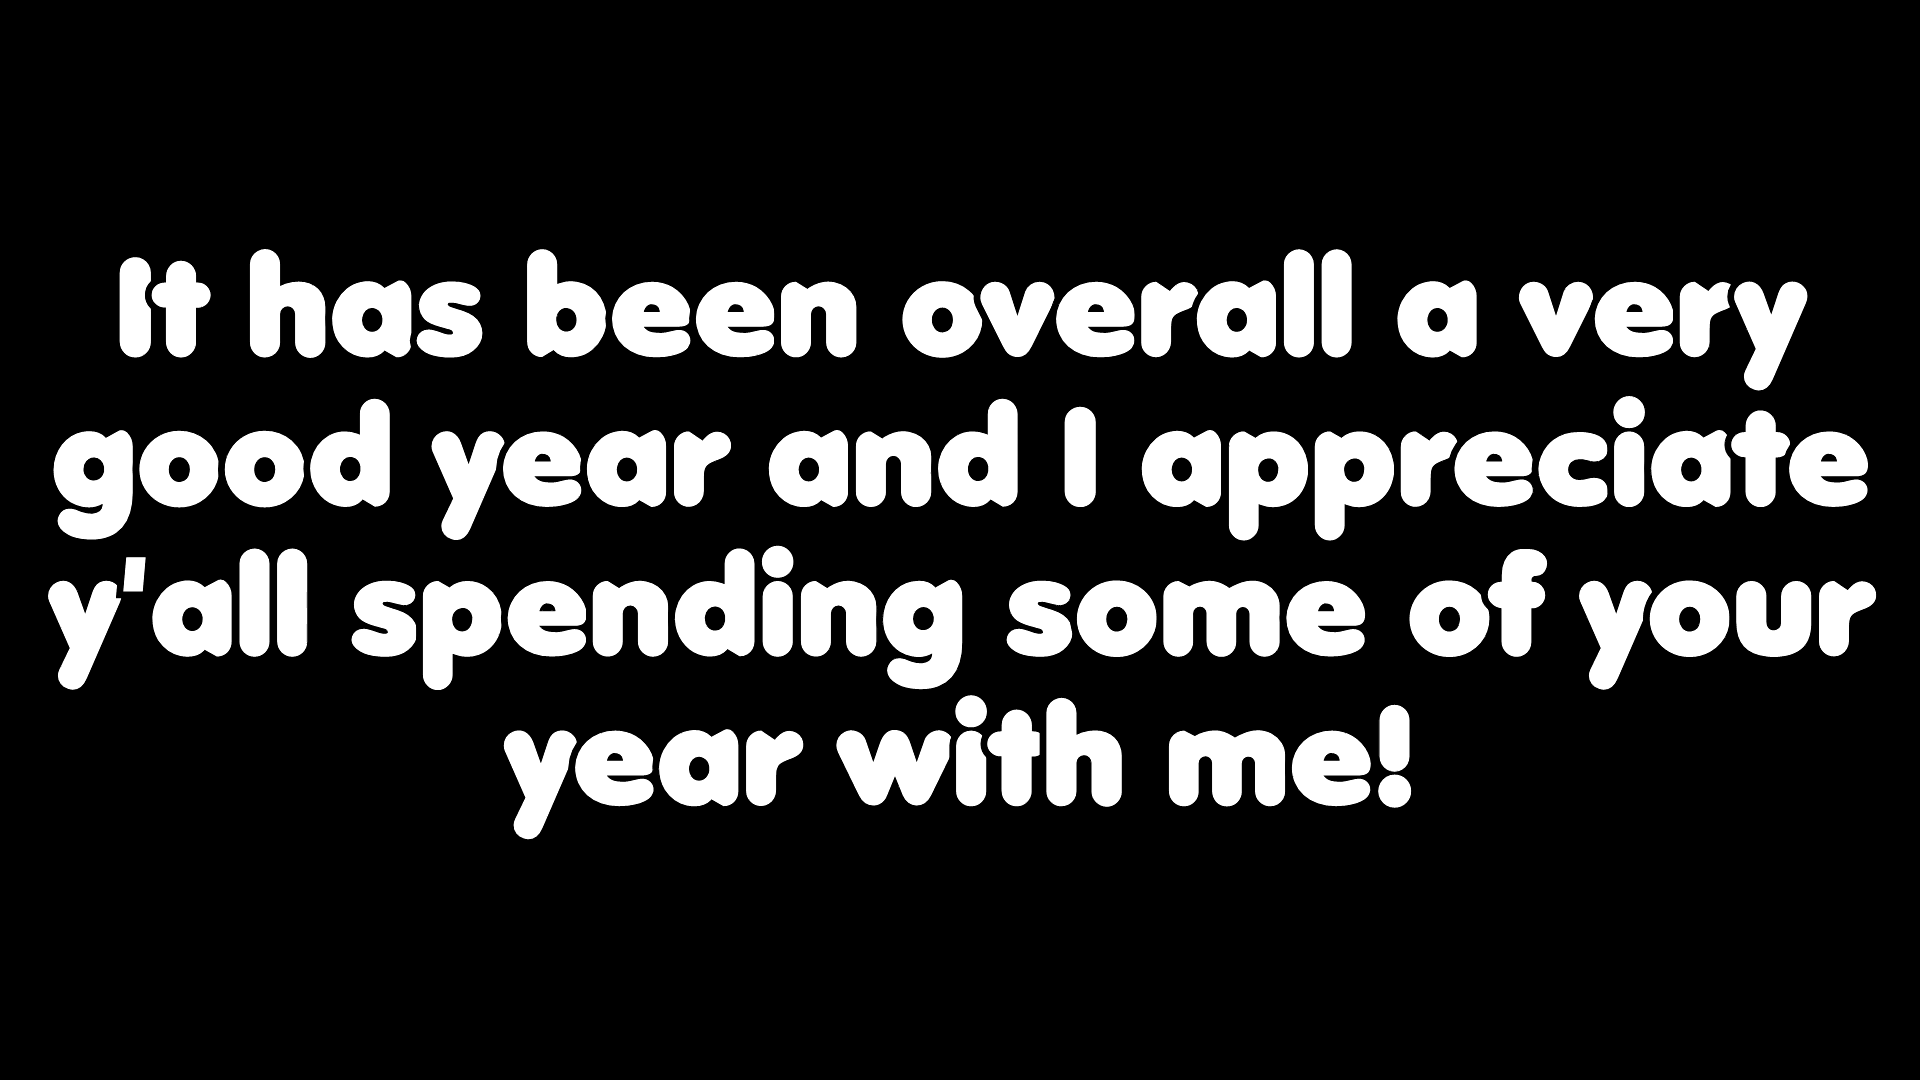 It has been overall a very
good year and I appreciate
y'all spending some of your
year with me!